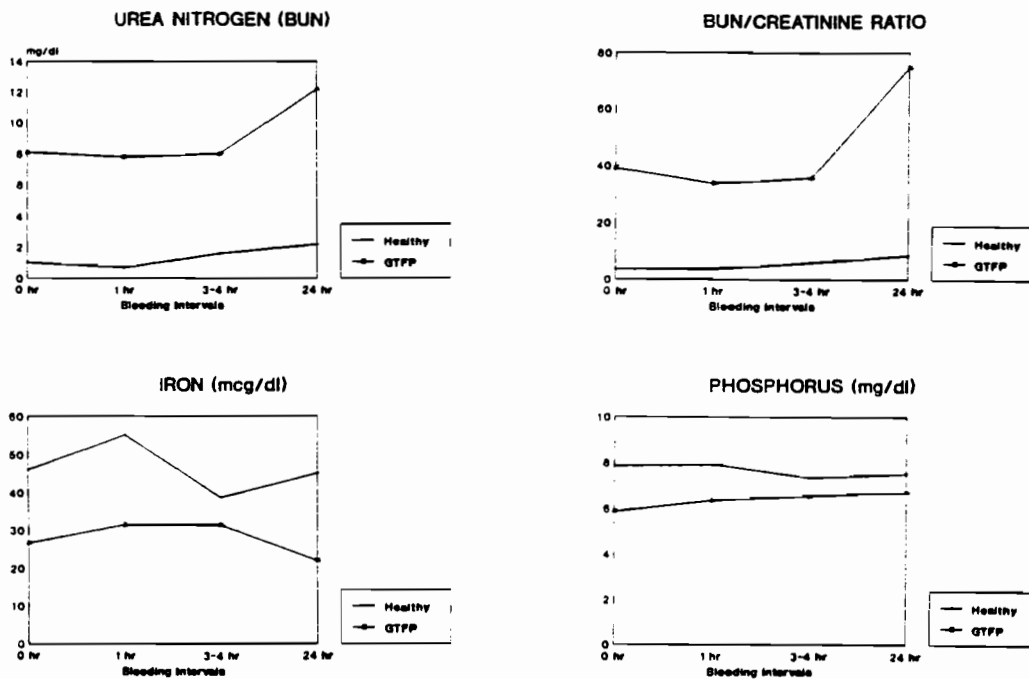 UREA NITROGEN (BUN)
mg/dl
14
12
10
8
6
4
2
0
0 hr 1 hr 3-4 hr 24 hr
Bleeding Intervals
Healthy
GTFP
BUN/CREATININE RATIO
80
60
40
20
0
0 hr 1 hr 3-4 hr 24 hr
Bleeding Intervals
Healthy
GTFP
IRON (mcg/dl)
60
50
40
30
20
10
0
0 hr 1 hr 3-4 hr 24 hr
Bleeding Intervals
Healthy
GTFP
PHOSPHORUS (mg/dl)
10
8
6
4
2
0
0 hr 1 hr 3-4 hr 24 hr
Bleeding Intervals
Healthy
GTFP